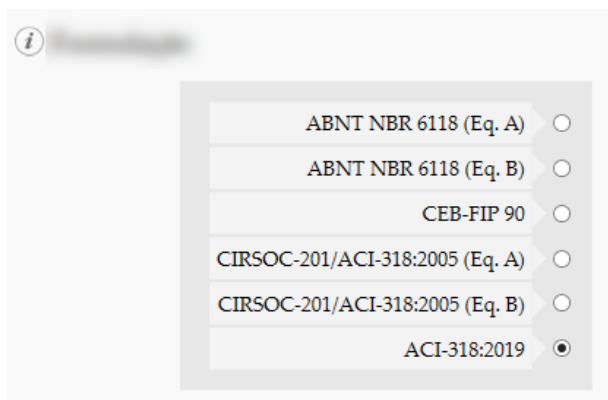 ABNT NBR 6118 (Eq. A)
ABNT NBR 6118 (Eq. B)
CEB-FIP 90
CIRSOC-201/ACI-318:2005 (Eq. A)
CIRSOC-201/ACI-318:2005 (Eq. B)
ACI-318:2019